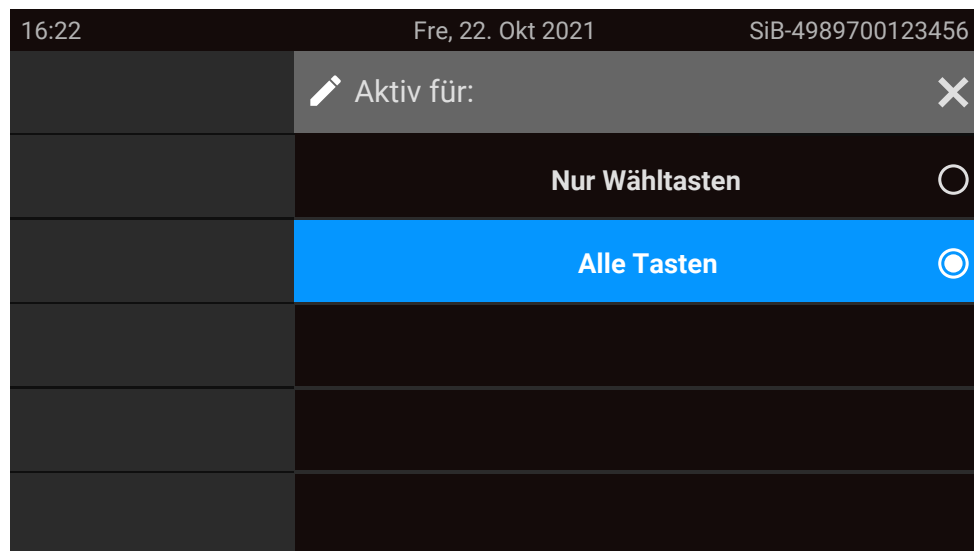 16:22 Fre, 22. Okt 2021 SiB-4989700123456
Aktiv für:
Nur Wähltasten
Alle Tasten